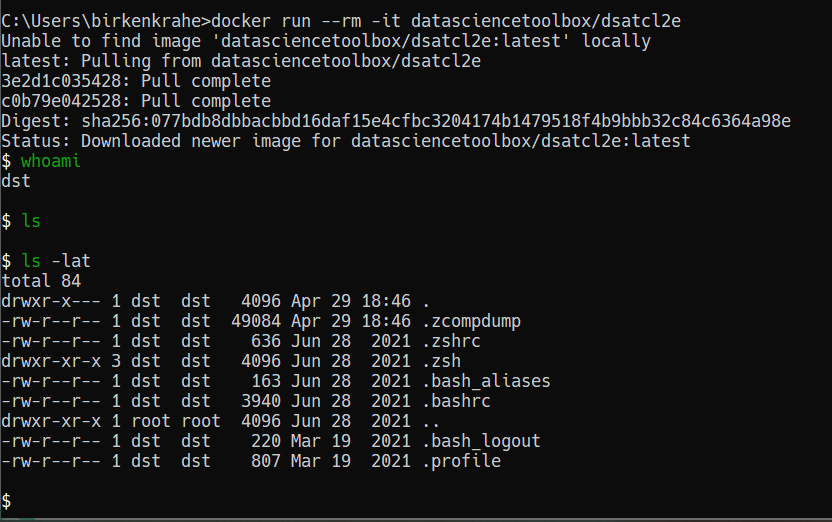 C:\Users\birkenkrahe>docker run --rm -it datasciencetoolbox/dsatcl2e
Unable to find image 'datasciencetoolbox/dsatcl2e:latest' locally
latest: Pulling from datasciencetoolbox/dsatcl2e
3e2d1c035428: Pull complete
c0b79e042528: Pull complete
Digest: sha256:077bdb8dbbacbbd16daf15e4cfbc3204174b1479518f4b9bbb32c84c6364a98e
Status: Downloaded newer image for datasciencetoolbox/dsatcl2e:latest
$ whoami
dst
$ ls
$ ls -lat
total 84
drwxr-x--- 1 dst  dst   4096 Apr 29 18:46 .
-rw-r--r-- 1 dst  dst  49084 Apr 29 18:46 .zcompdump
-rw-r--r-- 1 dst  dst    636 Jun 28  2021 .zshrc
drwxr-xr-x 3 dst  dst   4096 Jun 28  2021 .zsh
-rw-r--r-- 1 dst  dst    163 Jun 28  2021 .bash_aliases
-rw-r--r-- 1 dst  dst   3940 Jun 28  2021 .bashrc
drwxr-xr-x 1 root root  4096 Jun 28  2021 ..
-rw-r--r-- 1 dst  dst    220 Mar 19  2021 .bash_logout
-rw-r--r-- 1 dst  dst    807 Mar 19  2021 .profile
$